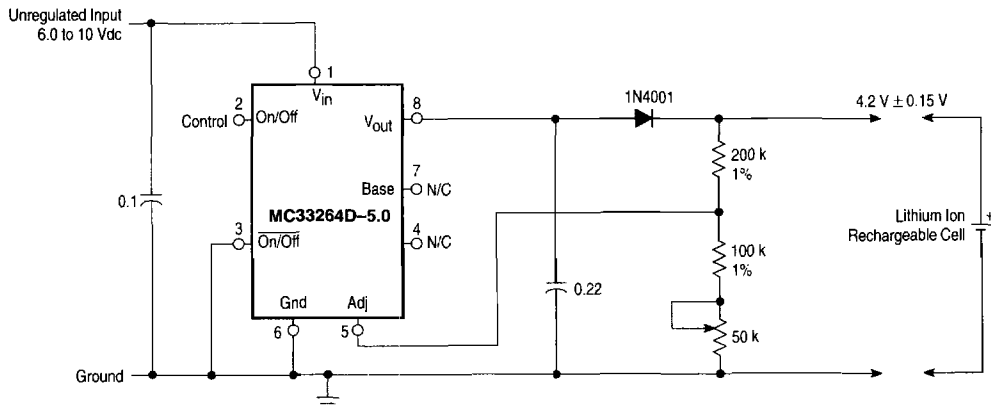 Unregulated Input
6.0 to 10 Vdc
1
Vin
2
Control
On/Off
8
Vout
1N4001
4.2 V ± 0.15 V
200 k
1%
7
Base
N/C
0.1
MC33264D–5.0
3
On/Off
4
N/C
Lithium Ion
Rechargeable Cell
+
100 k
1%
0.22
Gnd
Adj
6
5
50 k
Ground